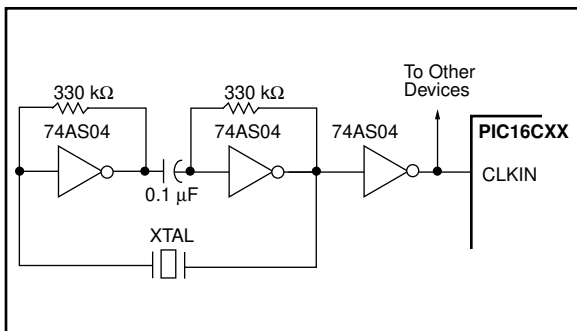 To Other
Devices
330 kΩ
330 kΩ
74AS04
74AS04
74AS04
PIC16CXX
CLKIN
0.1 µF
XTAL